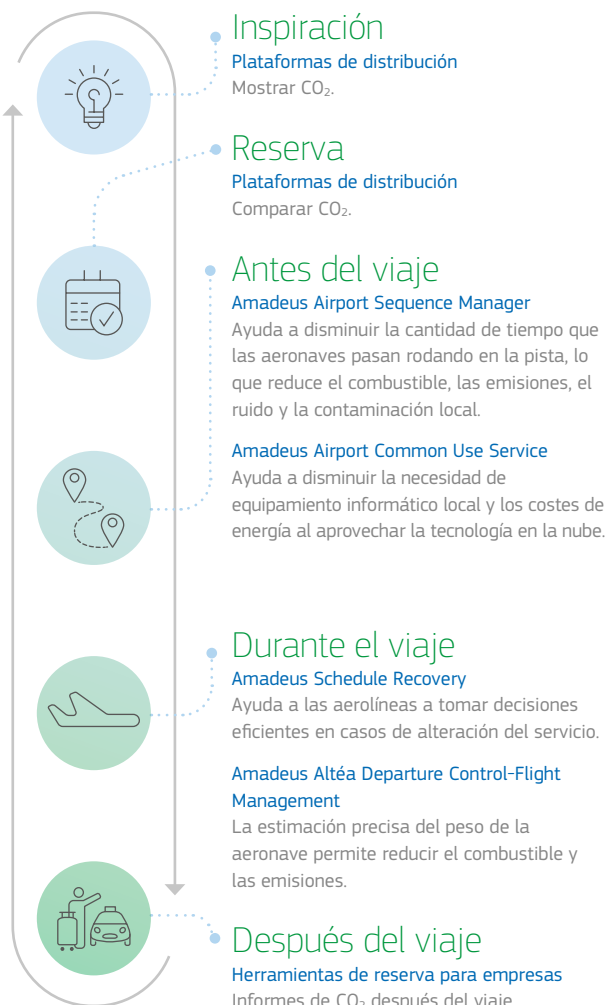 Inspiración
Plataformas de distribución
Mostrar CO₂.
Reserva
Plataformas de distribución
Comparar CO₂.
Antes del viaje
Amadeus Airport Sequence Manager
Ayuda a disminuir la cantidad de tiempo que
las aeronaves pasan rodando en la pista, lo
que reduce el combustible, las emisiones, el
ruido y la contaminación local.
Amadeus Airport Common Use Service
Ayuda a disminuir la necesidad de
equipamiento informático local y los costes de
energía al aprovechar la tecnología en la nube.
Durante el viaje
Amadeus Schedule Recovery
Ayuda a las aerolíneas a tomar decisiones
eficientes en casos de alteración del servicio.
Amadeus Altéa Departure Control-Flight
Management
La estimación precisa del peso de la
aeronave permite reducir el combustible y
las emisiones.
Después del viaje
Herramientas de reserva para empresas
Informes de CO₂ después del viaje